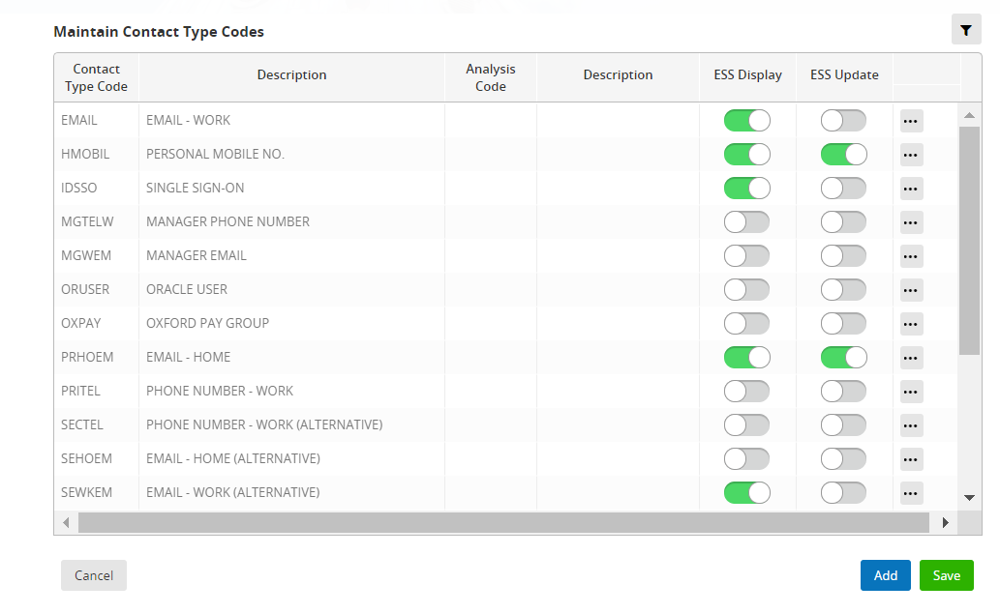 Maintain Contact Type Codes
Contact Type Code Description Analysis Code Description ESS Display ESS Update
EMAIL EMAIL - WORK
HMOBIL PERSONAL MOBILE NO.
IDSSO SINGLE SIGN-ON
MGTELW MANAGER PHONE NUMBER
MGWEM MANAGER EMAIL
ORUSER ORACLE USER
OXPAY OXFORD PAY GROUP
PRHOEM EMAIL - HOME
PRITEL PHONE NUMBER - WORK
SECTEL PHONE NUMBER - WORK (ALTERNATIVE)
SEHOEM EMAIL - HOME (ALTERNATIVE)
SEWKEM EMAIL - WORK (ALTERNATIVE)
Cancel Add Save